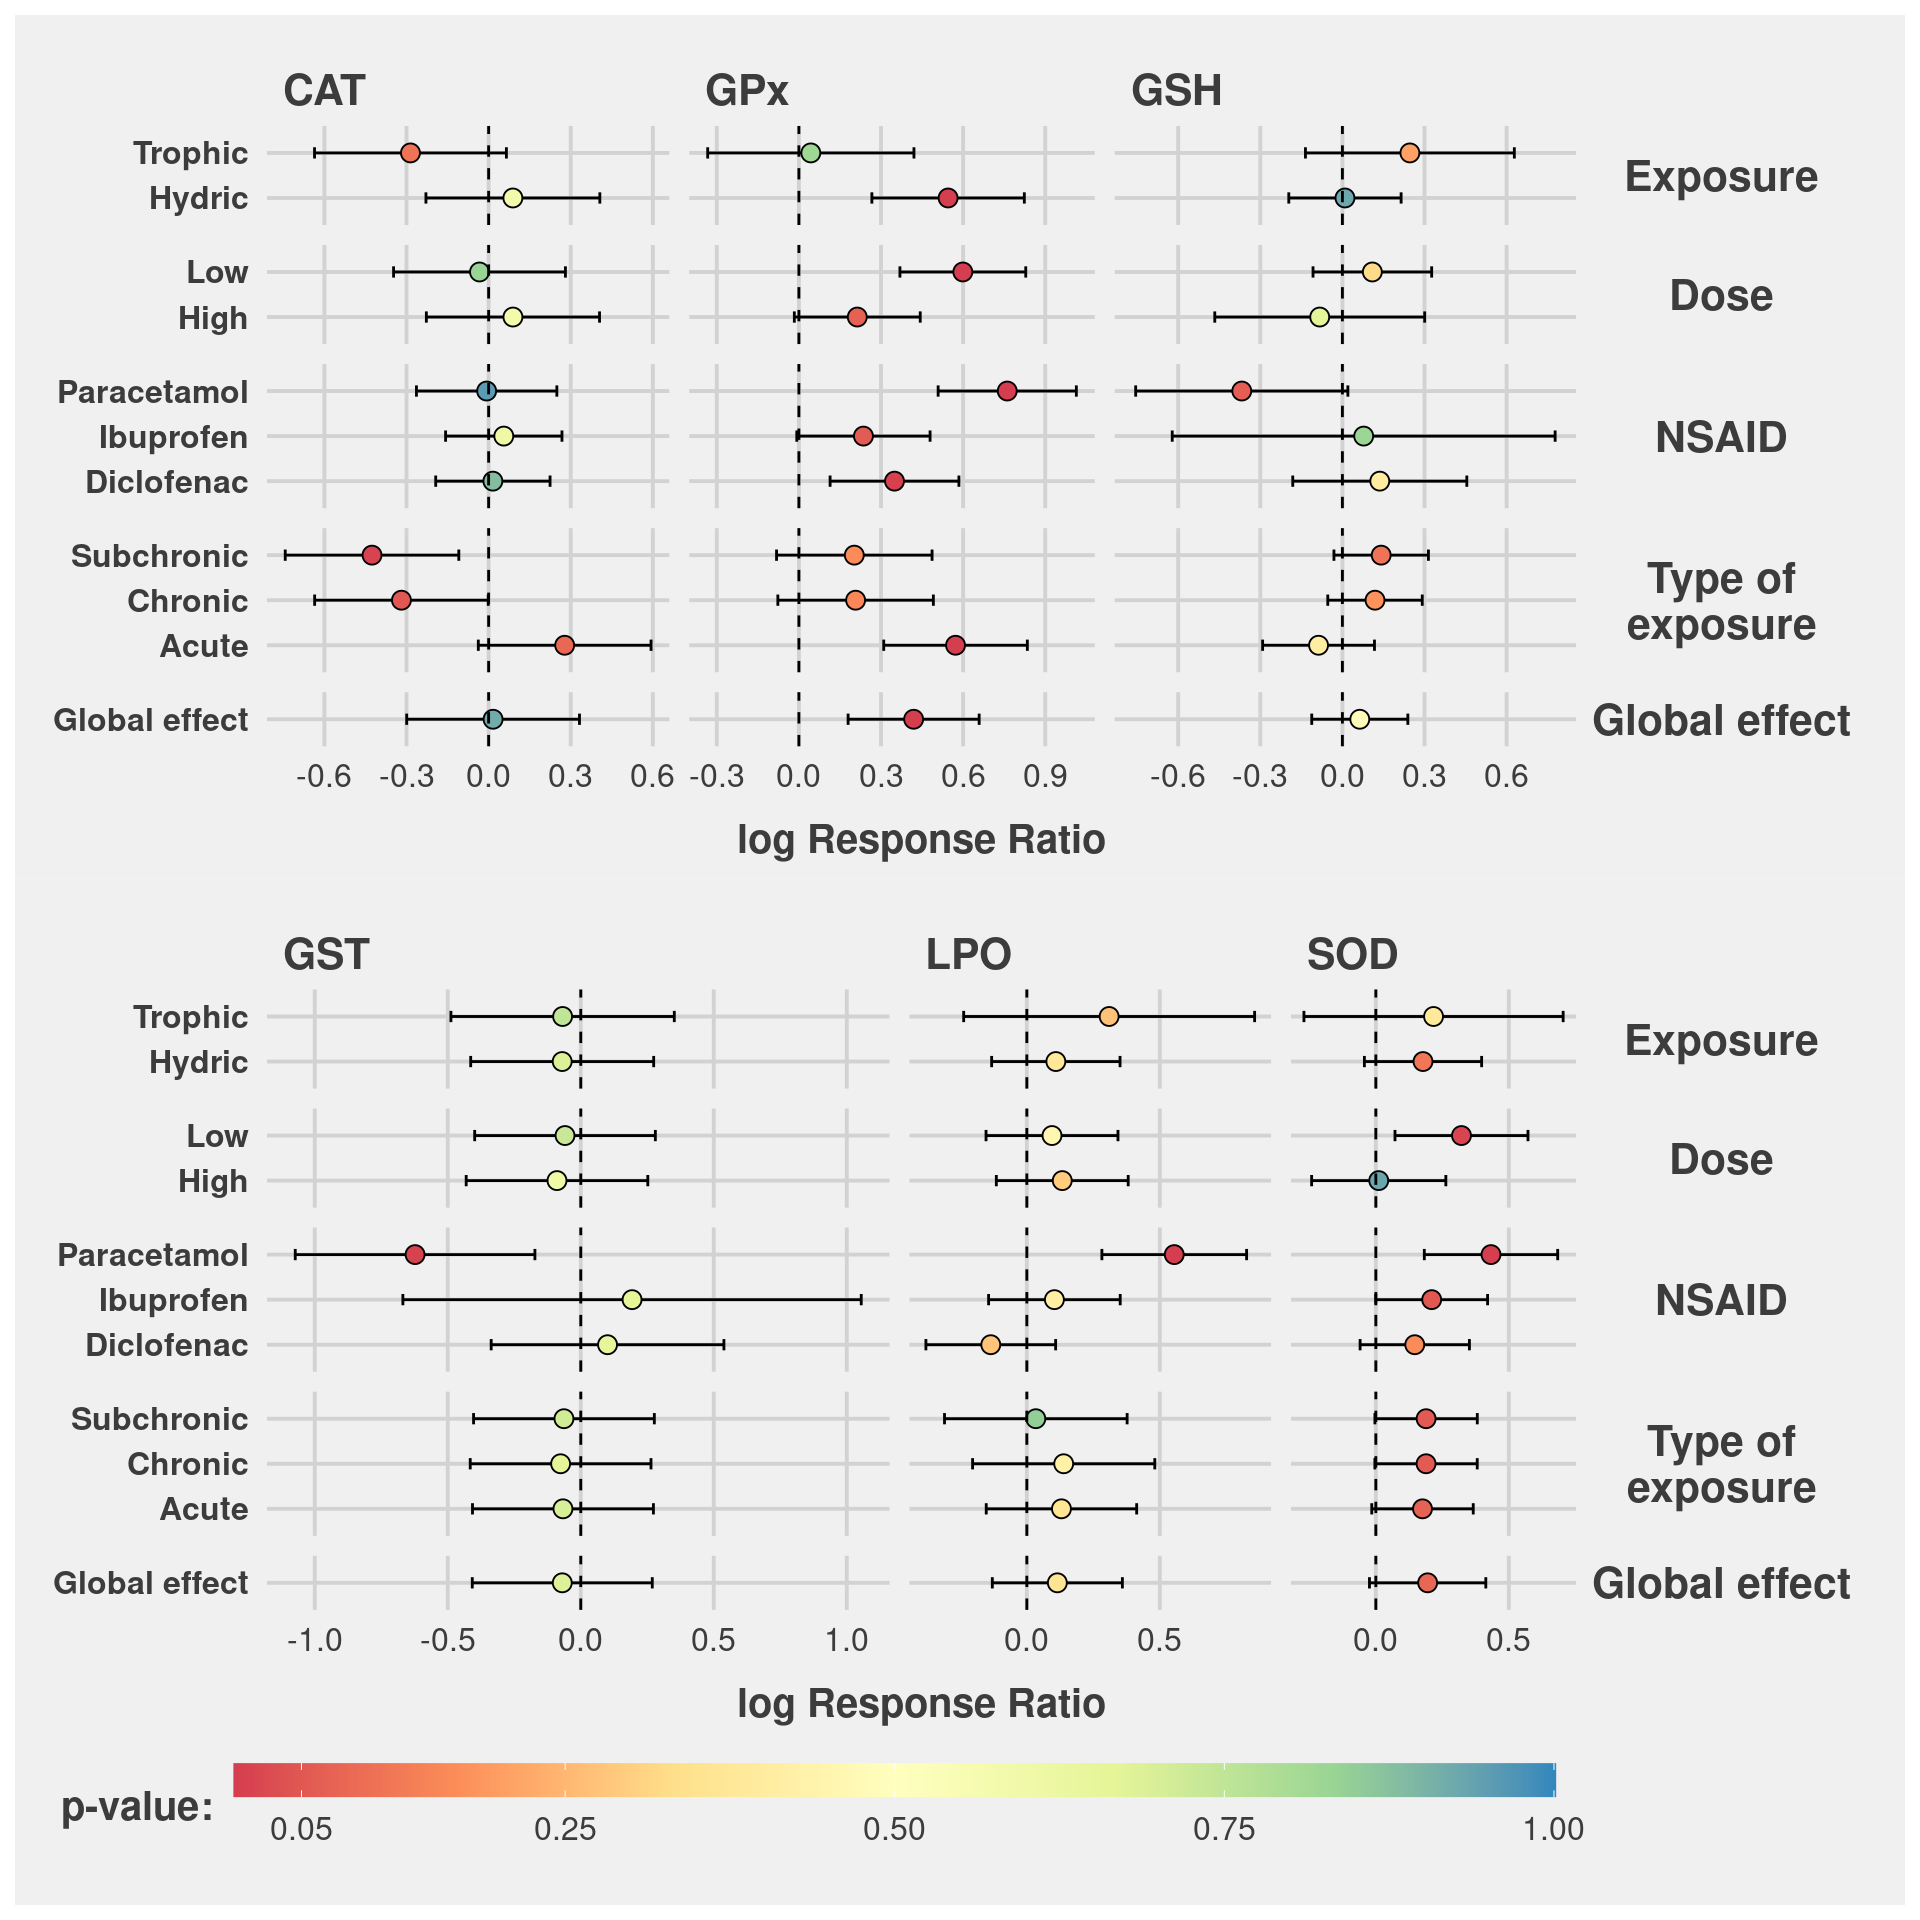 CAT GPx GSH
Trophic
Hydric
Exposure
Low
High
Dose
Paracetamol
Ibuprofen
Diclofenac
NSAID
Subchronic
Chronic
Acute
Type of
exposure
Global effect
Global effect
-0.6 -0.3 0.0 0.3 0.6 -0.3 0.0 0.3 0.6 0.9 -0.6 -0.3 0.0 0.3 0.6
log Response Ratio
GST LPO SOD
Trophic
Hydric
Exposure
Low
High
Dose
Paracetamol
Ibuprofen
Diclofenac
NSAID
Subchronic
Chronic
Acute
Type of
exposure
Global effect
Global effect
-1.0 -0.5 0.0 0.5 1.0 0.0 0.5 0.0 0.5
log Response Ratio
p-value:
0.05 0.25 0.50 0.75 1.00